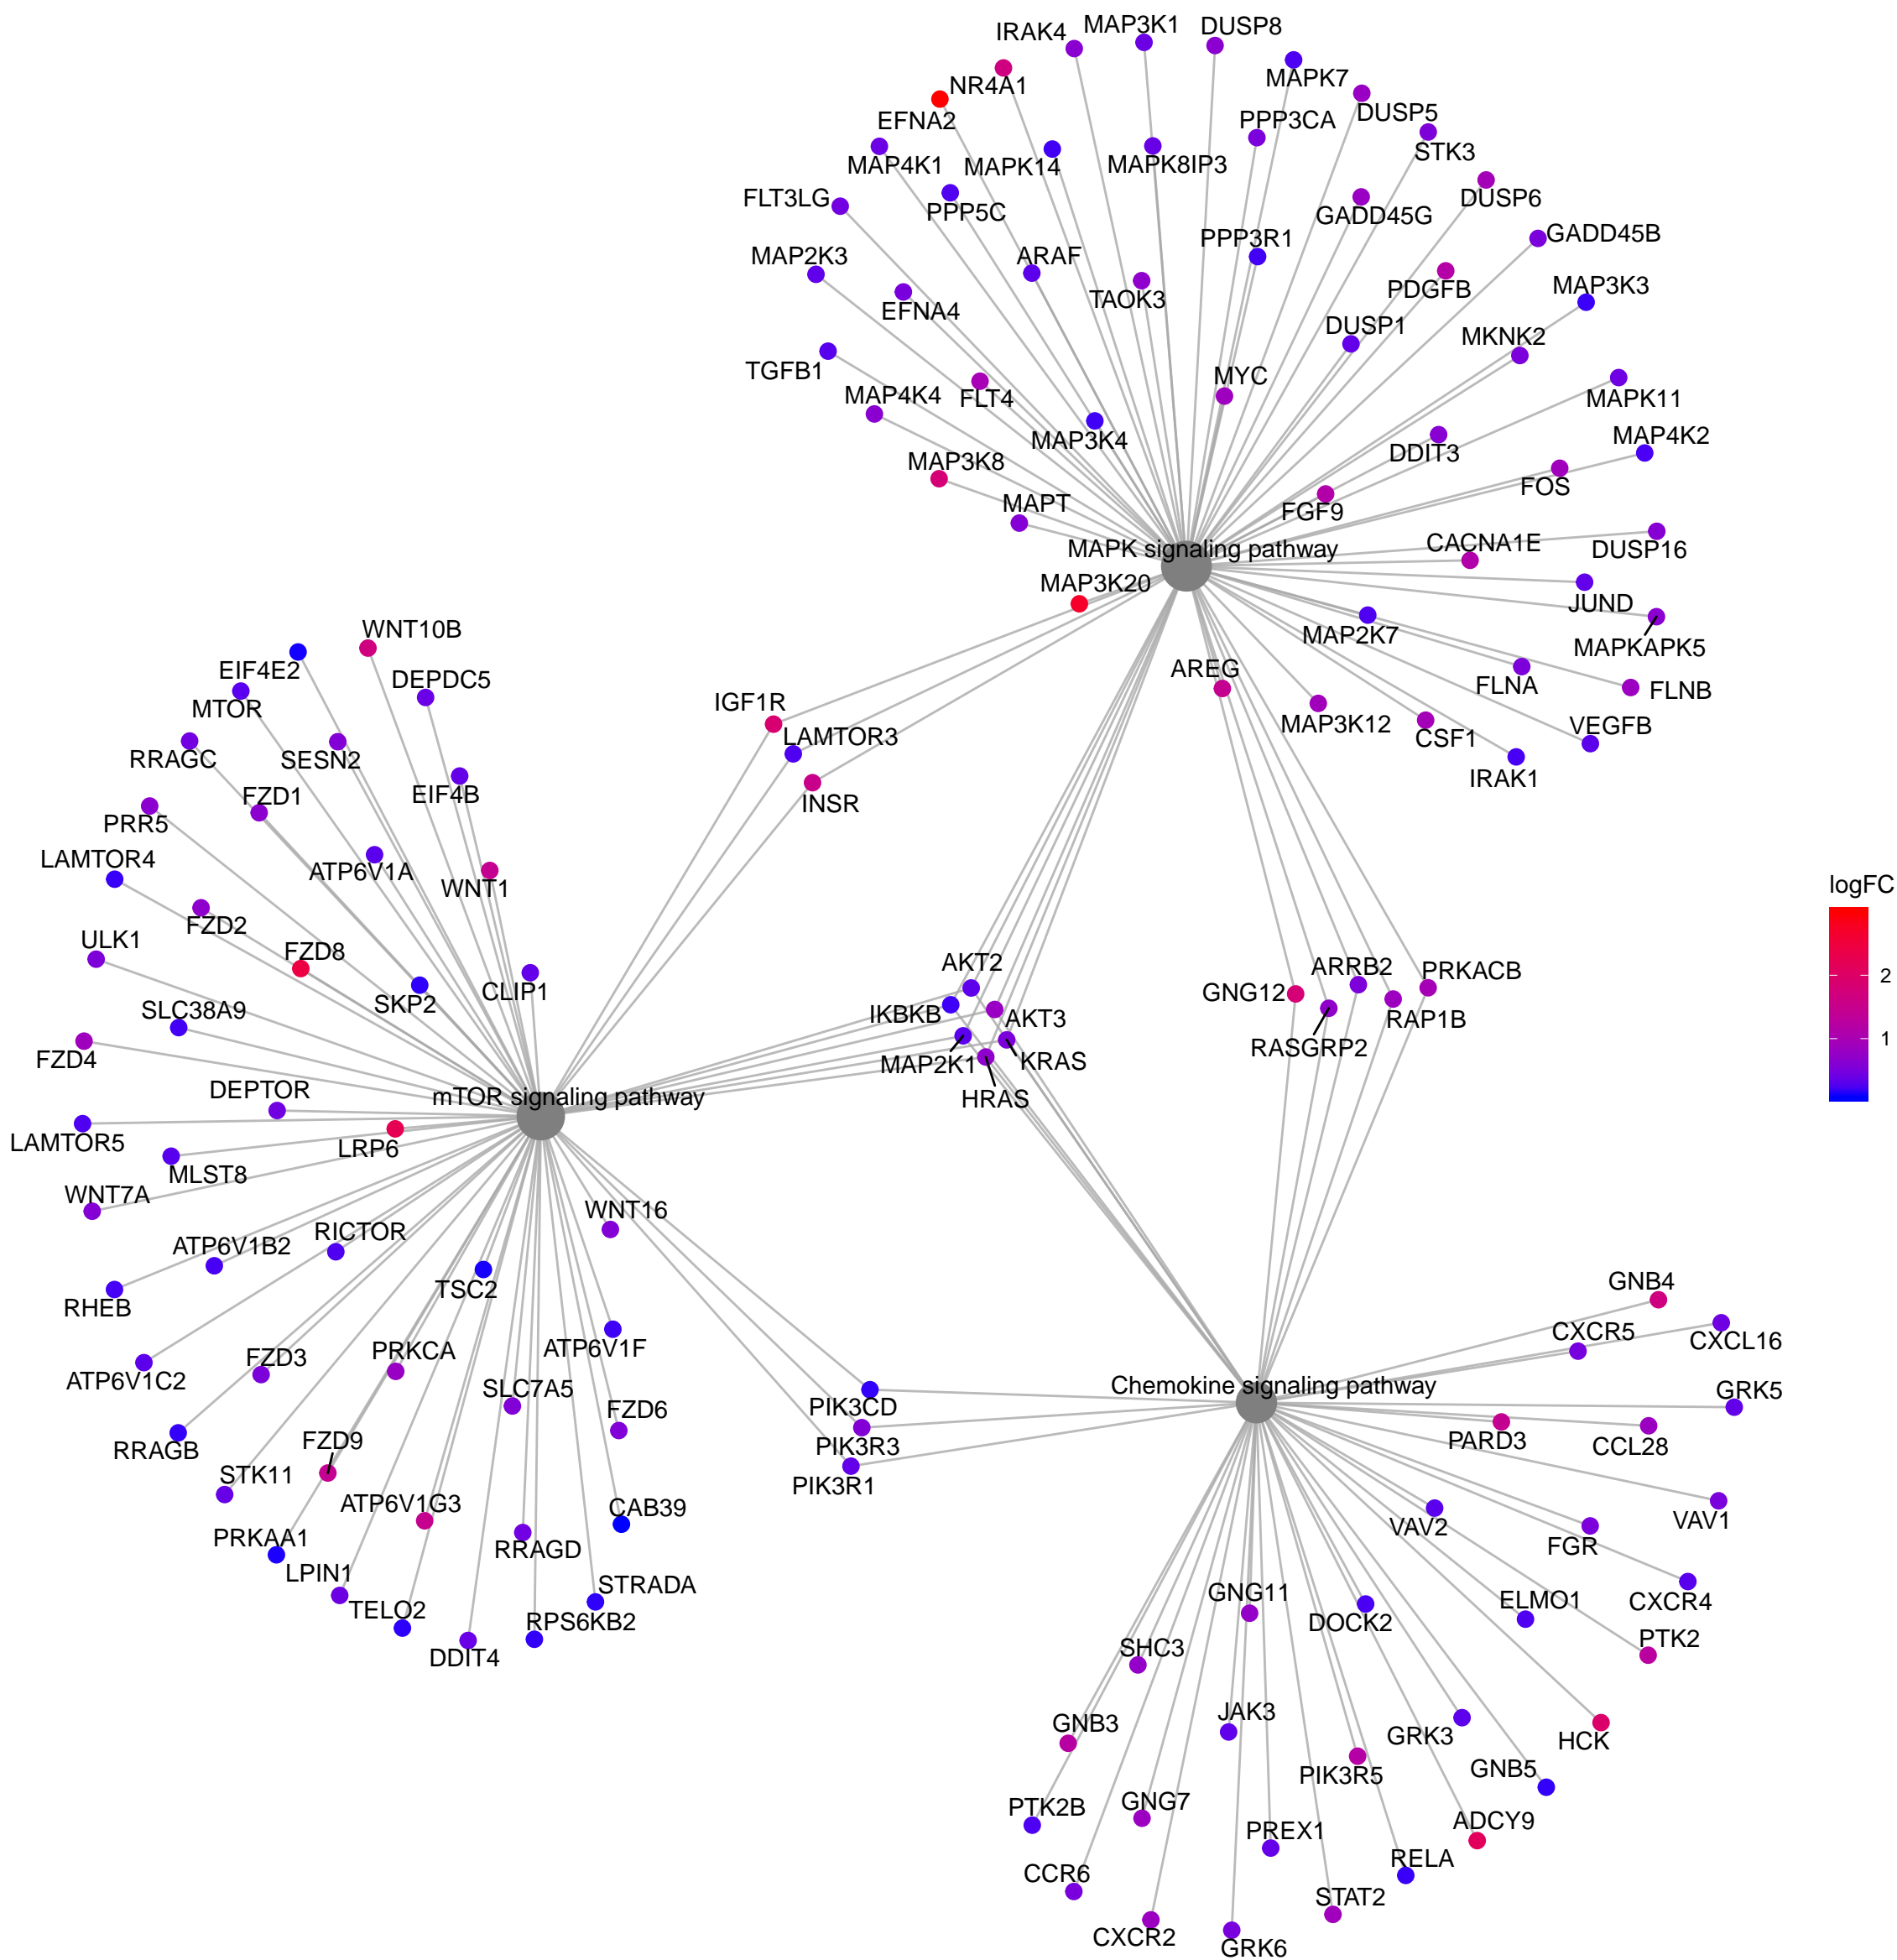 IRAK4
MAP3K1
DUSP8
NR4A1
MAPK7
EFNA2
DUSP5
PPP3CA
STK3
MAP4K1
MAPK14
MAPK8IP3
FLT3LG
PPP5C
DUSP6
GADD45G
GADD45B
MAP2K3
ARAF
PPP3R1
EFNA4
TAOK3
PDGFB
MAP3K3
DUSP1
MKNK2
TGFB1
MYC
MAP4K4
FLT4
MAPK11
MAP3K4
DDIT3
MAP4K2
MAP3K8
FOS
MAPT
FGF9
MAPK signaling pathway
CACNA1E
DUSP16
MAP3K20
JUND
MAP2K7
MAPKAPK5
AREG
FLNA
FLNB
MAP3K12
CSF1
VEGFB
IRAK1
WNT10B
EIF4E2
DEPDC5
MTOR
IGF1R
LAMTOR3
RRAGC
SESN2
EIF4B
INSR
FZD1
PRR5
LAMTOR4
ATP6V1A
WNT1
FZD2
ULK1
FZD8
SKP2
CLIP1
SLC38A9
FZD4
AKT2
IKBKB
AKT3
MAP2K1
KRAS
HRAS
GNG12
ARRB2
PRKACB
RAP1B
RASGRP2
logFC
2
1
DEPTOR
mTOR signaling pathway
LAMTOR5
LRP6
MLST8
WNT7A
WNT16
ATP6V1B2
RICTOR
RHEB
TSC2
ATP6V1F
FZD3
PRKCA
ATP6V1C2
SLC7A5
FZD6
RRAGB
FZD9
STK11
ATP6V1G3
CAB39
PRKAA1
RRAGD
LPIN1
STRADA
TELO2
RPS6KB2
DDIT4
PIK3CD
PIK3R3
PIK3R1
Chemokine signaling pathway
GNB4
CXCR5
CXCL16
GRK5
PARD3
CCL28
VAV2
VAV1
FGR
GNG11
DOCK2
ELMO1
CXCR4
SHC3
PTK2
GNB3
JAK3
GRK3
HCK
PIK3R5
GNB5
PTK2B
GNG7
PREX1
ADCY9
CCR6
RELA
STAT2
CXCR2
GRK6